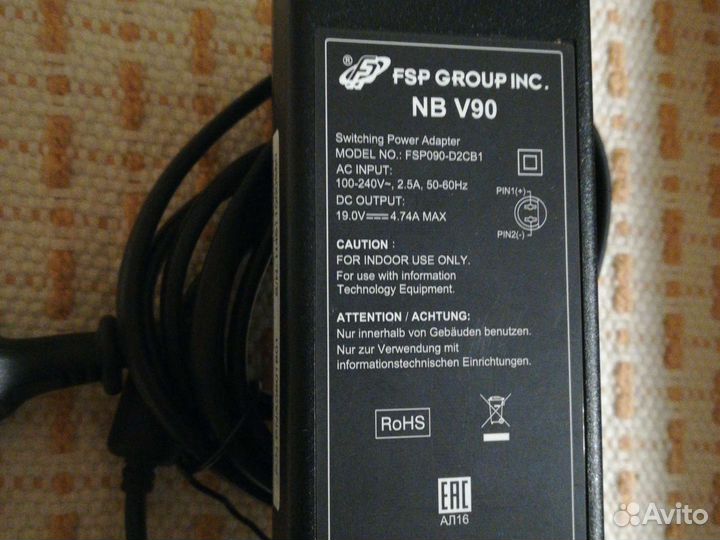 ® FSP GROUP INC.
NB V90
Switching Power Adapter
MODEL NO.: FSP090-D2CB1
AC INPUT:
100-240V~, 2.5A, 50-60Hz
DC OUTPUT:
19.0V⎓4.74A MAX
PIN1(+)
PIN2(-)
CAUTION :
FOR INDOOR USE ONLY.
For use with information
Technology Equipment.
ATTENTION / ACHTUNG:
Nur innerhalb von Gebäuden benutzen.
Nur zur Verwendung mit
informationstechnischen Einrichtungen.
RoHS
EAC
АЛ16
Avito